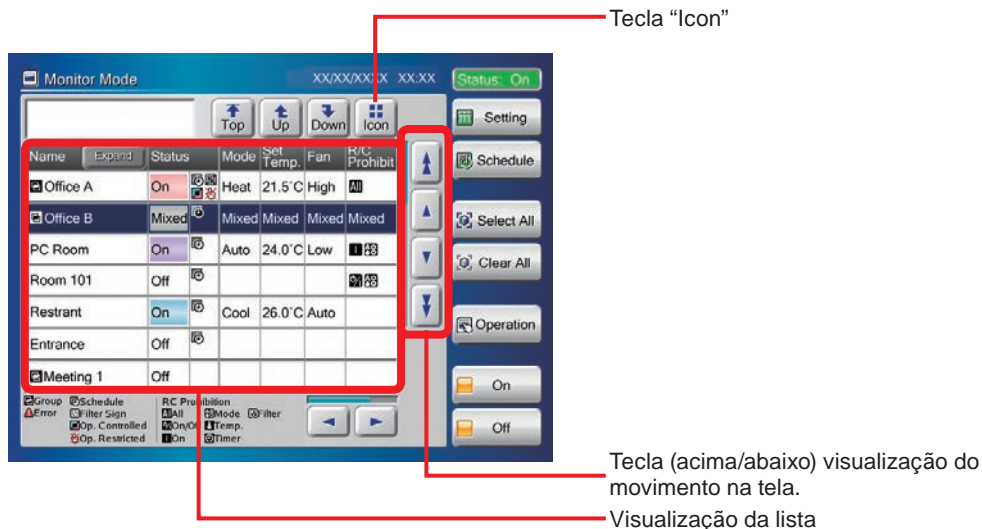 Tecla “Icon”
Monitor Mode XX/XX/XXXX XX:XX Status: On
Top Up Down Icon
Setting
Name Expand Status Mode Set Temp. Fan R/C Prohibit
Schedule
Office A On Heat 21.5°C High All
Office B Mixed Mixed Mixed Mixed Mixed
Select All
PC Room On Auto 24.0°C Low
Clear All
Room 101 Off
Restrant On Cool 26.0°C Auto
Operation
Entrance Off
Meeting 1 Off
On
Group Schedule R.C Prohibition
Error Filter Sign All Mode Filter
Op. Controlled On/Off Temp.
Op. Restricted On Timer
Off
Tecla (acima/abaixo) visualização do
movimento na tela.
Visualização da lista